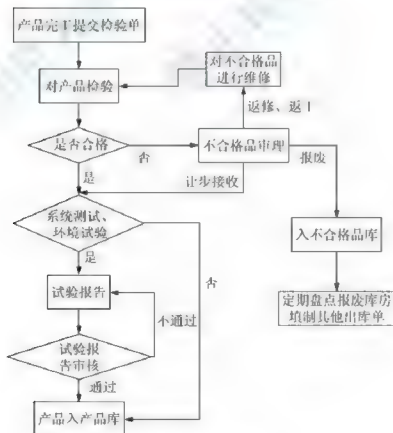 产品完工提交检验单
对不合格品
进行维修
对产品检验
返修、返工
是否合格
否
不合格品审理
报废
是
让步接收
系统测试、
环境试验
入不合格品库
是
否
试验报告
不通过
定期盘点报废库房
填制其他出库单
试验报
告审核
通过
产品入产品库